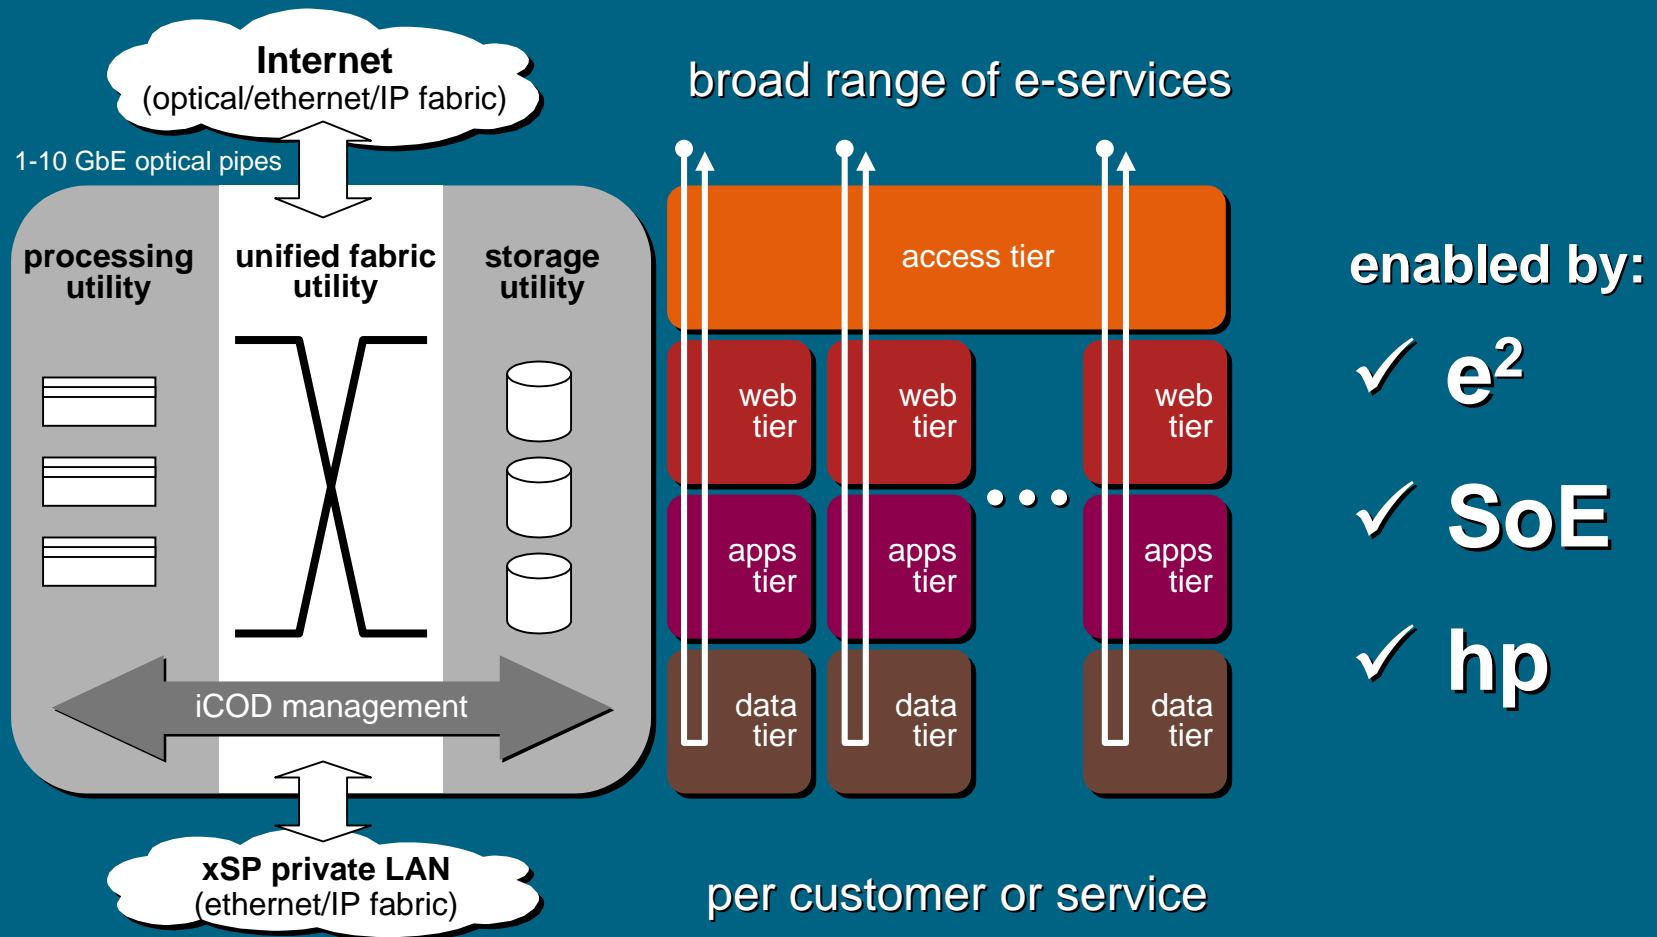 Internet
(optical/ethernet/IP fabric)
1-10 GbE optical pipes
processing
utility
unified fabric
utility
storage
utility
iCOD management
xSP private LAN
(ethernet/IP fabric)
broad range of e-services
access tier
web
tier
web
tier
web
tier
apps
tier
apps
tier
apps
tier
data
tier
data
tier
data
tier
per customer or service
enabled by:
✓ e²
✓ SoE
✓ hp